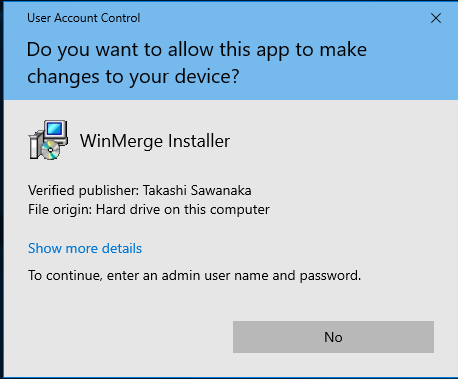 User Account Control
Do you want to allow this app to make
changes to your device?
WinMerge Installer
Verified publisher: Takashi Sawanaka
File origin: Hard drive on this computer
Show more details
To continue, enter an admin user name and password.
No